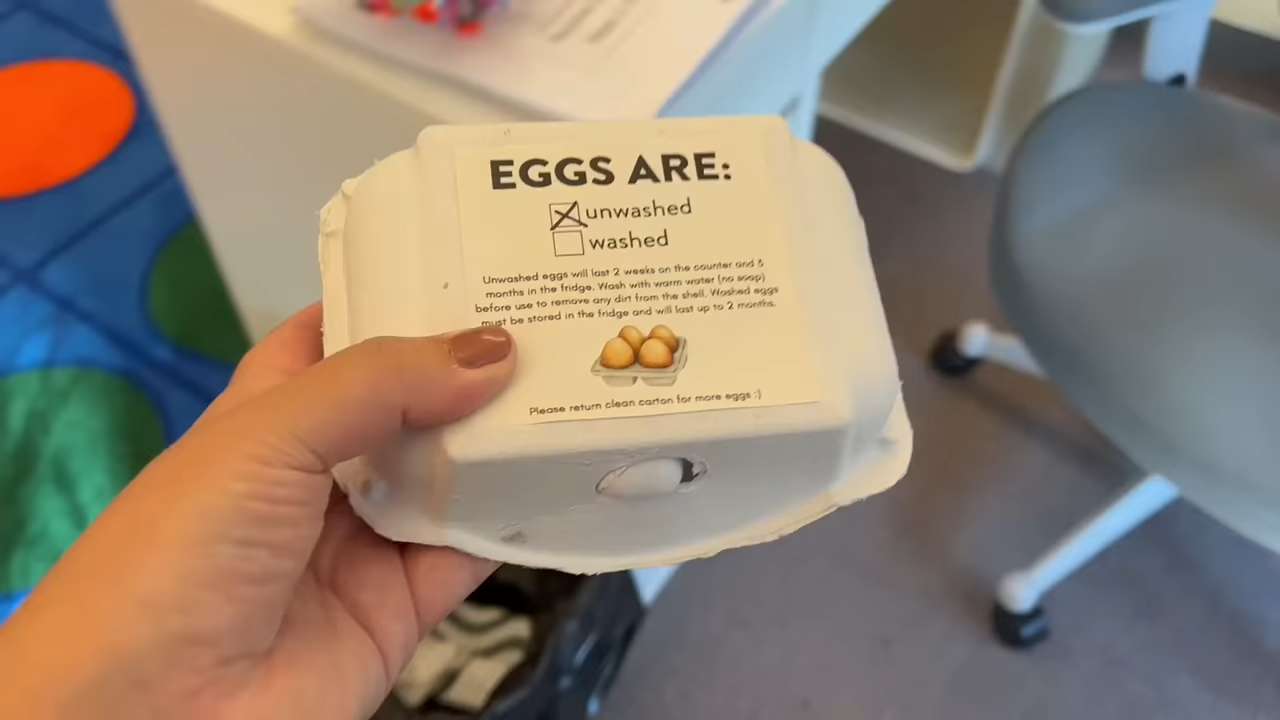 EGGS ARE:
unwashed
washed
Unwashed eggs will last 2 weeks on the counter and 3
months in the fridge. Wash with warm water (no soap)
before use to remove any dirt from the shell. Washed eggs
must be stored in the fridge and will last up to 2 months.
Please return clean carton for more eggs :)